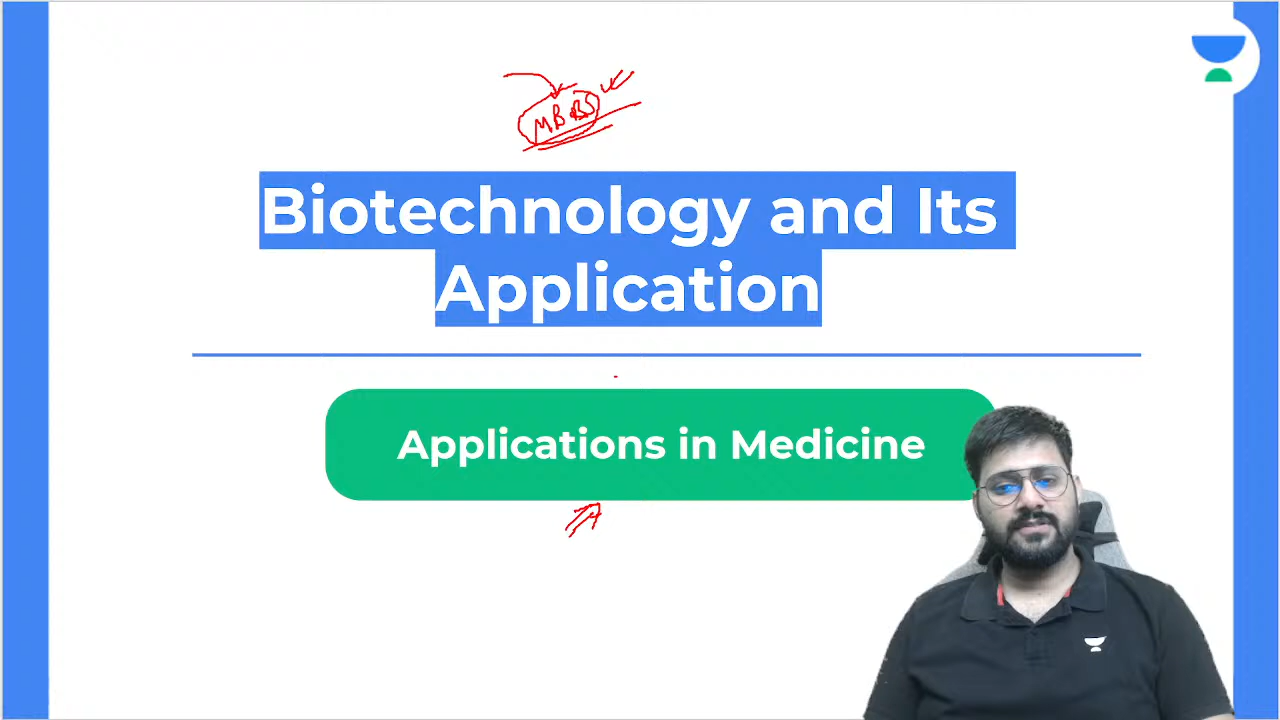 MBBS
Biotechnology and Its
Application
Applications in Medicine